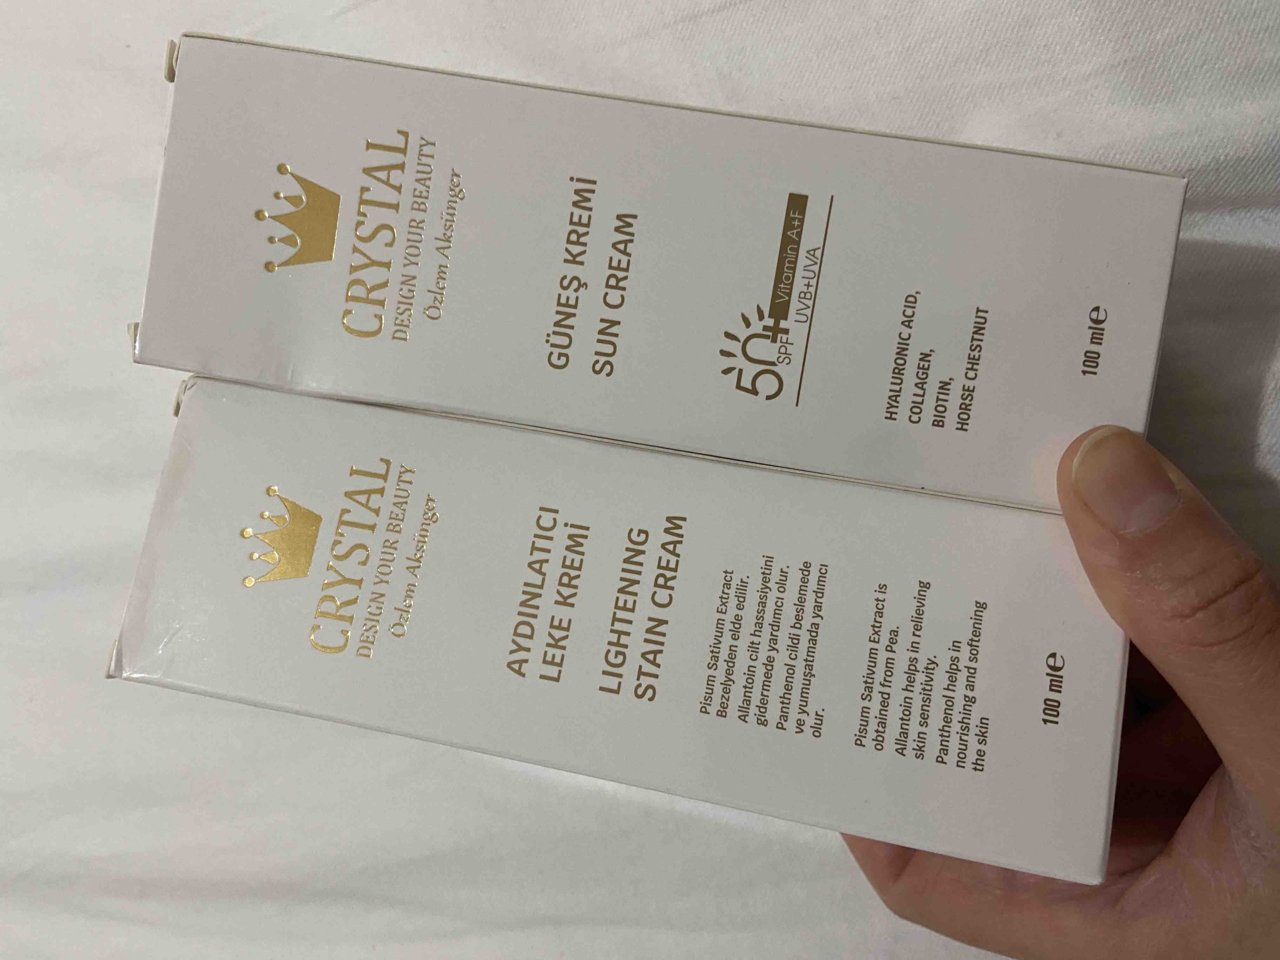 CRYSTAL
DESIGN YOUR BEAUTY
Özlem Aksünger
GÜNEŞ KREMİ
SUN CREAM
50+
SPF
Vitamin A+F
UVB+UVA
HYALURONIC ACID,
COLLAGEN,
BIOTIN,
HORSE CHESTNUT
100 ml℮
CRYSTAL
DESIGN YOUR BEAUTY
Özlem Aksünger
AYDINLATICI
LEKE KREMİ
LIGHTENING
STAIN CREAM
Pisum Sativum Extract
Bezelyeden elde edilir.
Allantoin cilt hassasiyetini
gidermede yardımcı olur.
Panthenol cildi beslemede
ve yumuşatmada yardımcı
olur.
Pisum Sativum Extract is
obtained from Pea.
Allantoin helps in relieving
skin sensitivity.
Panthenol helps in
nourishing and softening
the skin
100 ml℮